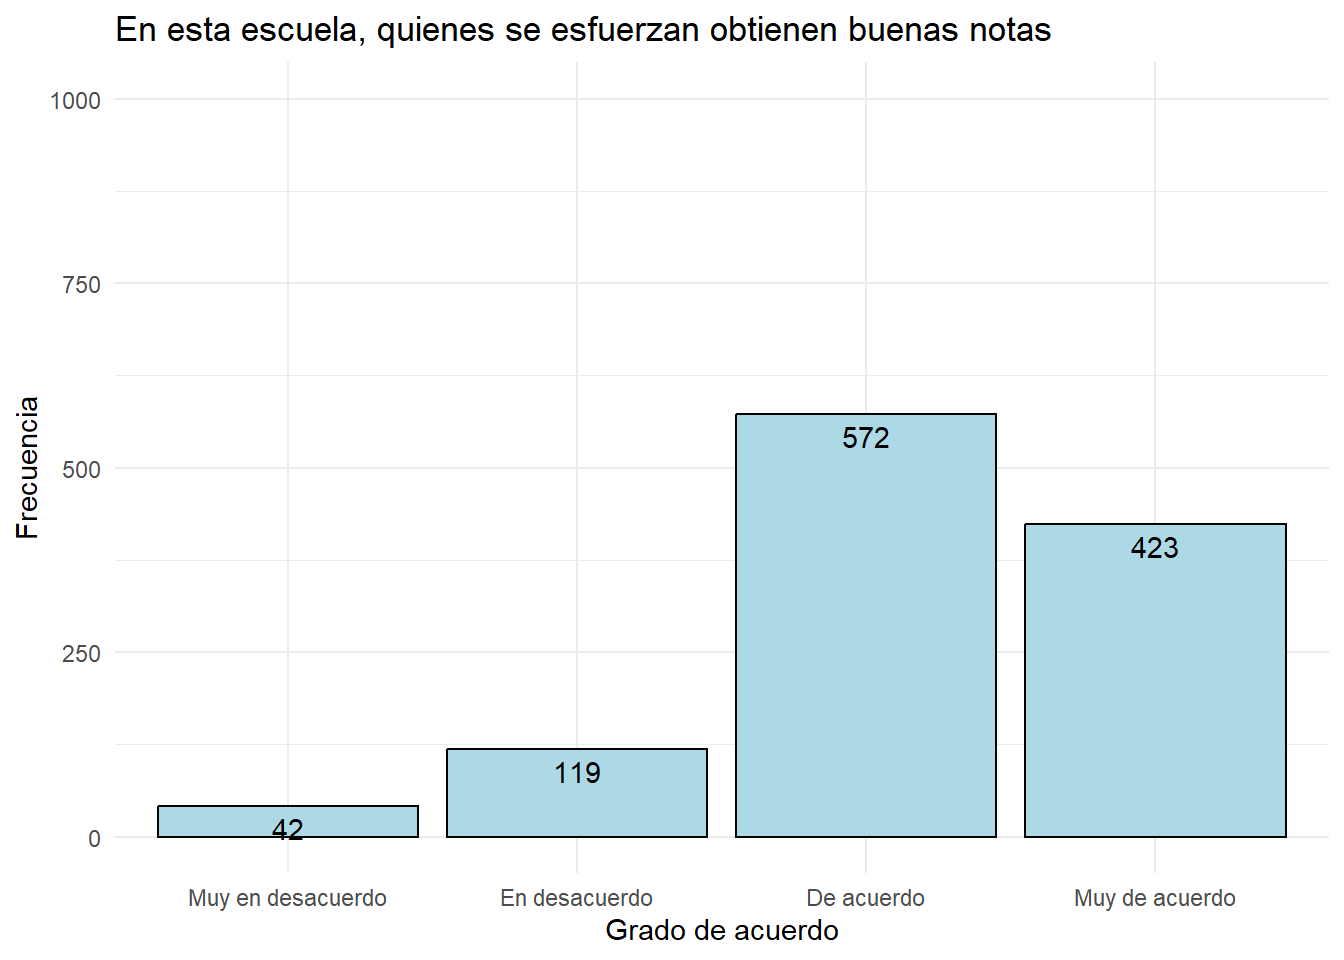 En esta escuela, quienes se esfuerzan obtienen buenas notas
1000
750
500
250
0
Frecuencia
42
119
572
423
Muy en desacuerdo
En desacuerdo
De acuerdo
Muy de acuerdo
Grado de acuerdo